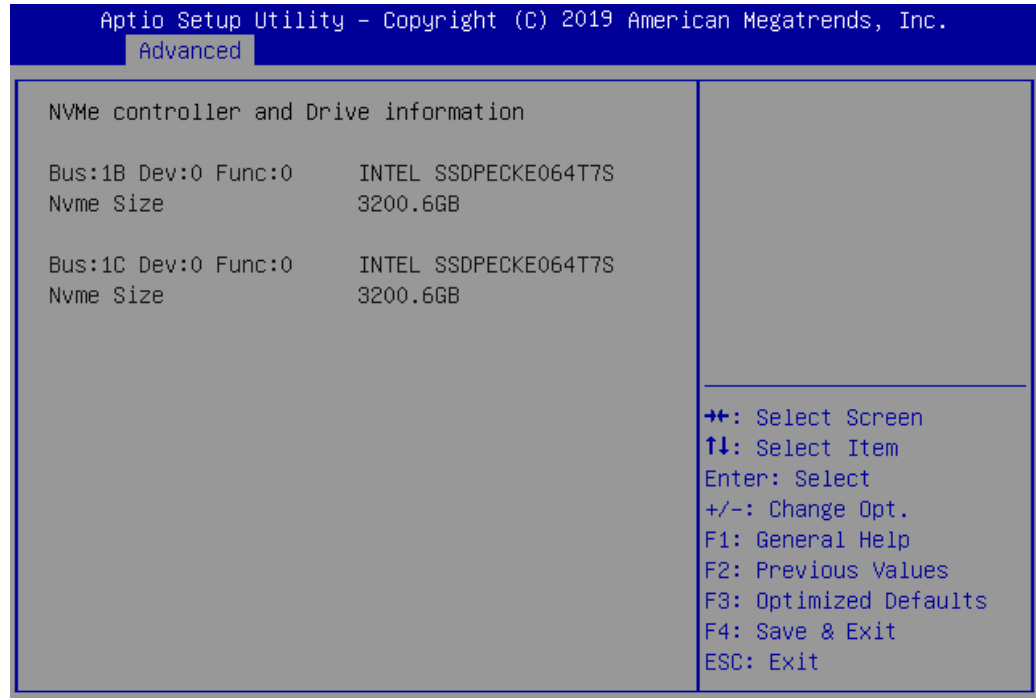 Aptio Setup Utility – Copyright (C) 2019 American Megatrends, Inc.
Advanced
NVMe controller and Drive information
Bus:1B Dev:0 Func:0 INTEL SSDPECKE064T7S
Nvme Size 3200.6GB
Bus:1C Dev:0 Func:0 INTEL SSDPECKE064T7S
Nvme Size 3200.6GB
→←: Select Screen
↑↓: Select Item
Enter: Select
+/-: Change Opt.
F1: General Help
F2: Previous Values
F3: Optimized Defaults
F4: Save & Exit
ESC: Exit